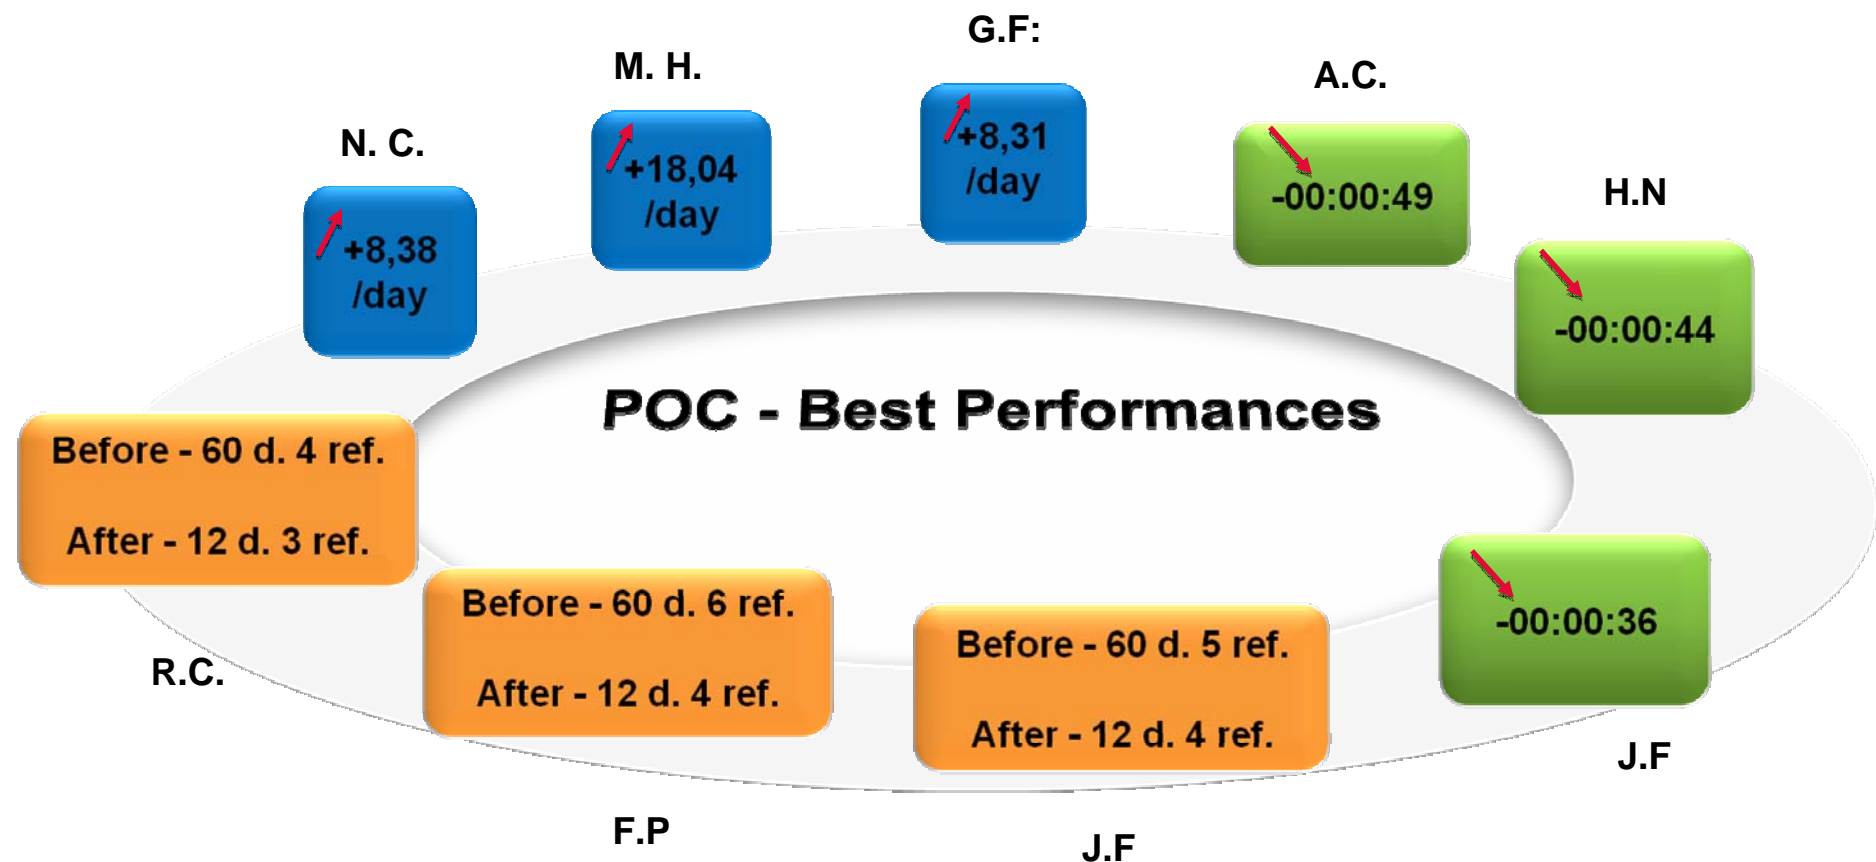 G.F:
M. H.
A.C.
N. C.
H.N
+8,31
/day
+18,04
/day
-00:00:49
+8,38
/day
-00:00:44
POC - Best Performances
Before - 60 d. 4 ref.
After - 12 d. 3 ref.
Before - 60 d. 6 ref.
After - 12 d. 4 ref.
Before - 60 d. 5 ref.
After - 12 d. 4 ref.
-00:00:36
R.C.
J.F
F.P
J.F